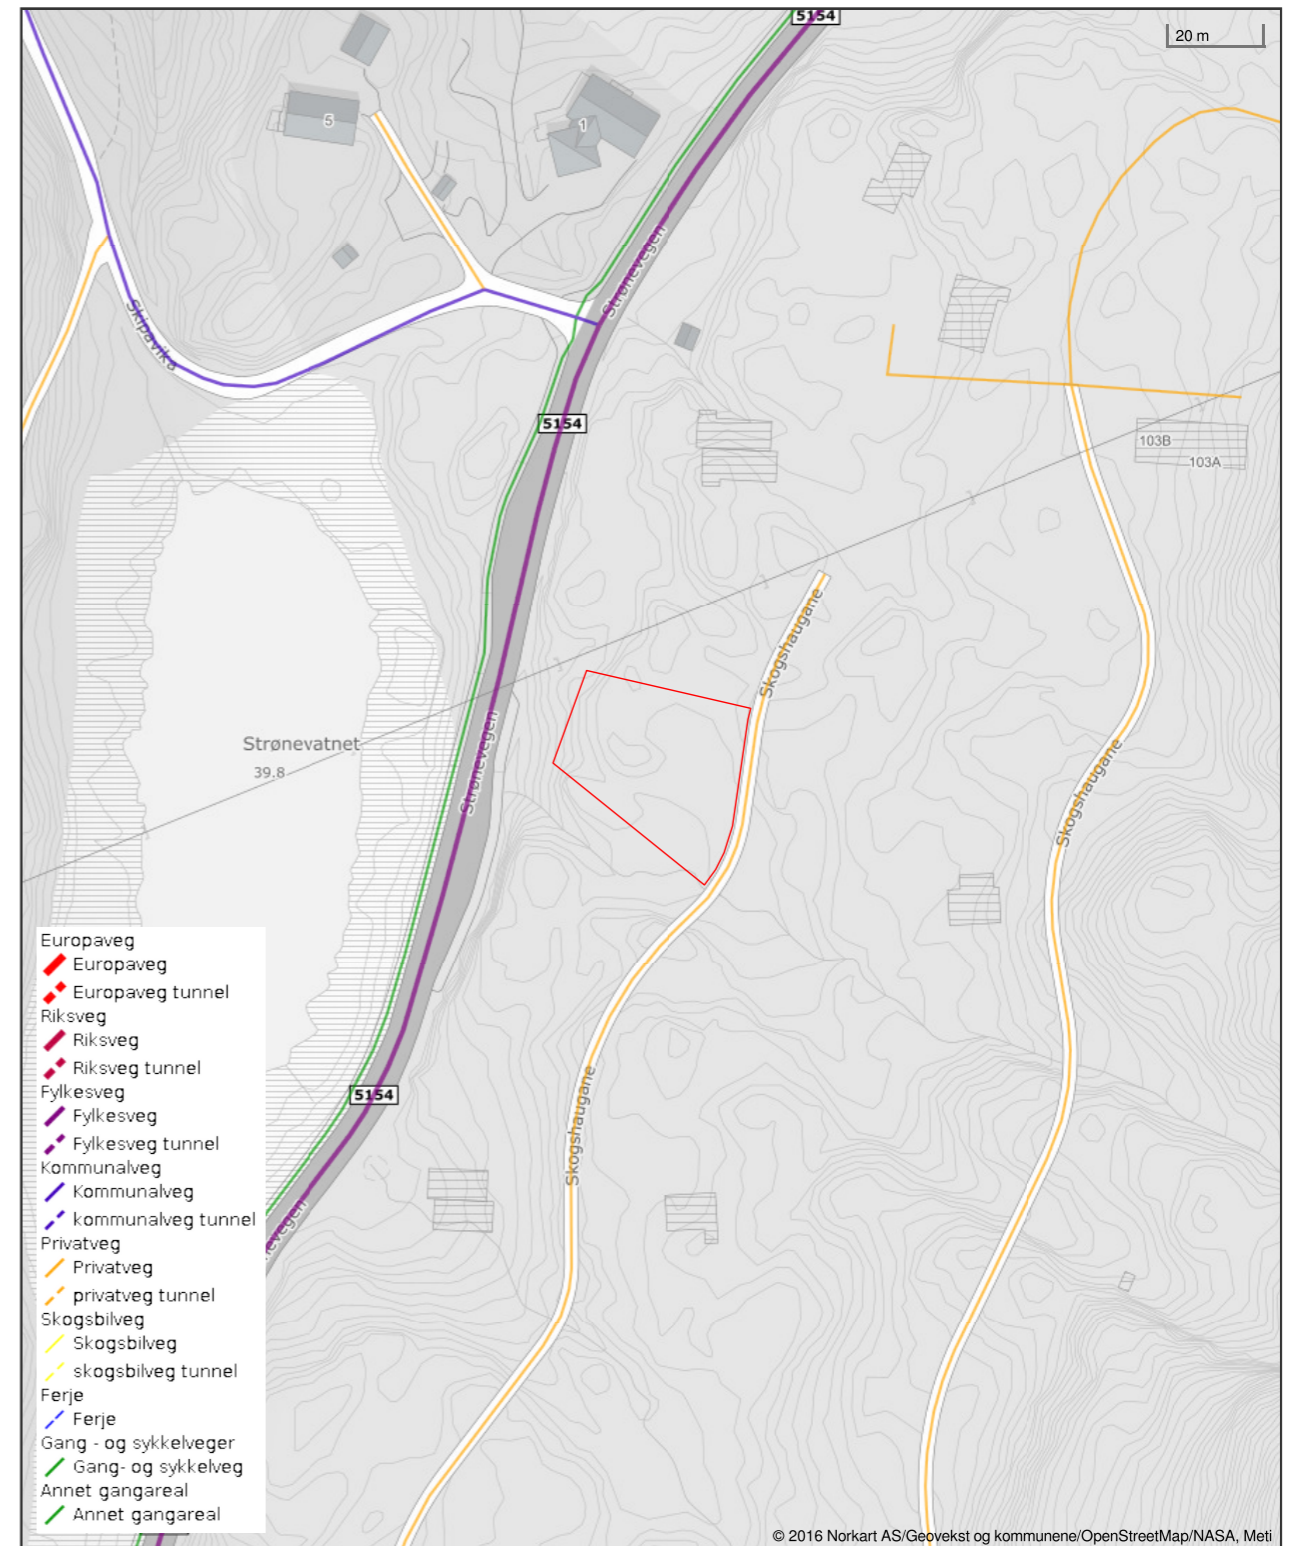 5154
20 m
5
1
Strønevegen
Skipavika
5154
103B
103A
Skogshaugane
Strønevatnet
39.8
Strønevegen
Skogshaugane
Skogshaugane
5154
Europaveg
Europaveg
Europaveg tunnel
Riksveg
Riksveg
Riksveg tunnel
Fylkesveg
Fylkesveg
Fylkesveg tunnel
Kommunalveg
Kommunalveg
kommunalveg tunnel
Privatveg
Privatveg
privatveg tunnel
Skogsbilveg
Skogsbilveg
skogsbilveg tunnel
Ferje
Ferje
Gang - og sykkelveger
Gang- og sykkelveg
Annet gangareal
Annet gangareal
© 2016 Norkart AS/Geovekst og kommunene/OpenStreetMap/NASA, Meti